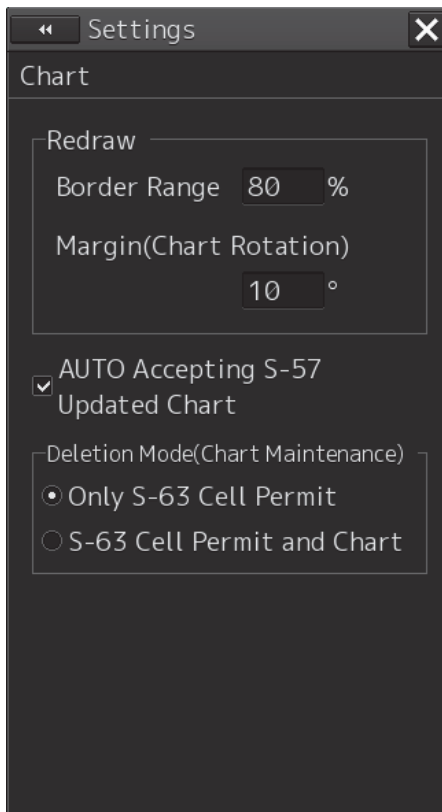 Settings
Chart
Redraw
Border Range 80 %
Margin(Chart Rotation)
10 °
AUTO Accepting S-57
Updated Chart
Deletion Mode(Chart Maintenance)
Only S-63 Cell Permit
S-63 Cell Permit and Chart